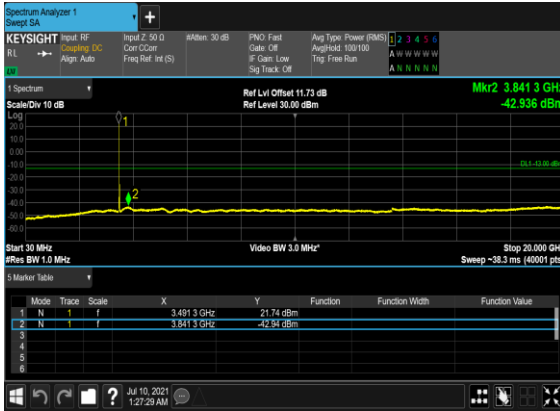 Spectrum Analyzer 1
Swept SA
+
KEYSIGHT Input: RF Input Z: 50 Ω #Atten: 30 dB PNO: Fast Avg Type: Power (RMS) 1 2 3 4 5 6
RL Coupling: DC Corr CCorr Gate: Off Avg|Hold: 100/100 A W W W W W
Align: Auto Freq Ref: Int (S) IF Gain: Low Trig: Free Run
Sig Track: Off A N N N N N
1 Spectrum
Ref Lvl Offset 11.73 dB Mkr2 3.841 3 GHz
Scale/Div 10 dB Ref Level 30.00 dBm -42.936 dBm
Log
20.0
10.0
0.00
-10.0
-20.0
-30.0
-40.0
-50.0
-60.0
1
2
DL1 -13.00 dBm
Start 30 MHz Video BW 3.0 MHz* Stop 20.000 GHz
#Res BW 1.0 MHz Sweep ~38.3 ms (40001 pts)
5 Marker Table
Mode Trace Scale X Y Function Function Width Function Value
1 N 1 f 3.491 3 GHz 21.74 dBm
2 N 1 f 3.841 3 GHz -42.94 dBm
3
4
5
6
? Jul 10, 2021
1:27:29 AM